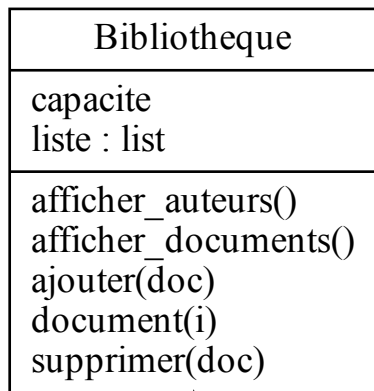 Bibliotheque
capacite
liste : list
afficher_auteurs()
afficher_documents()
ajouter(doc)
document(i)
supprimer(doc)